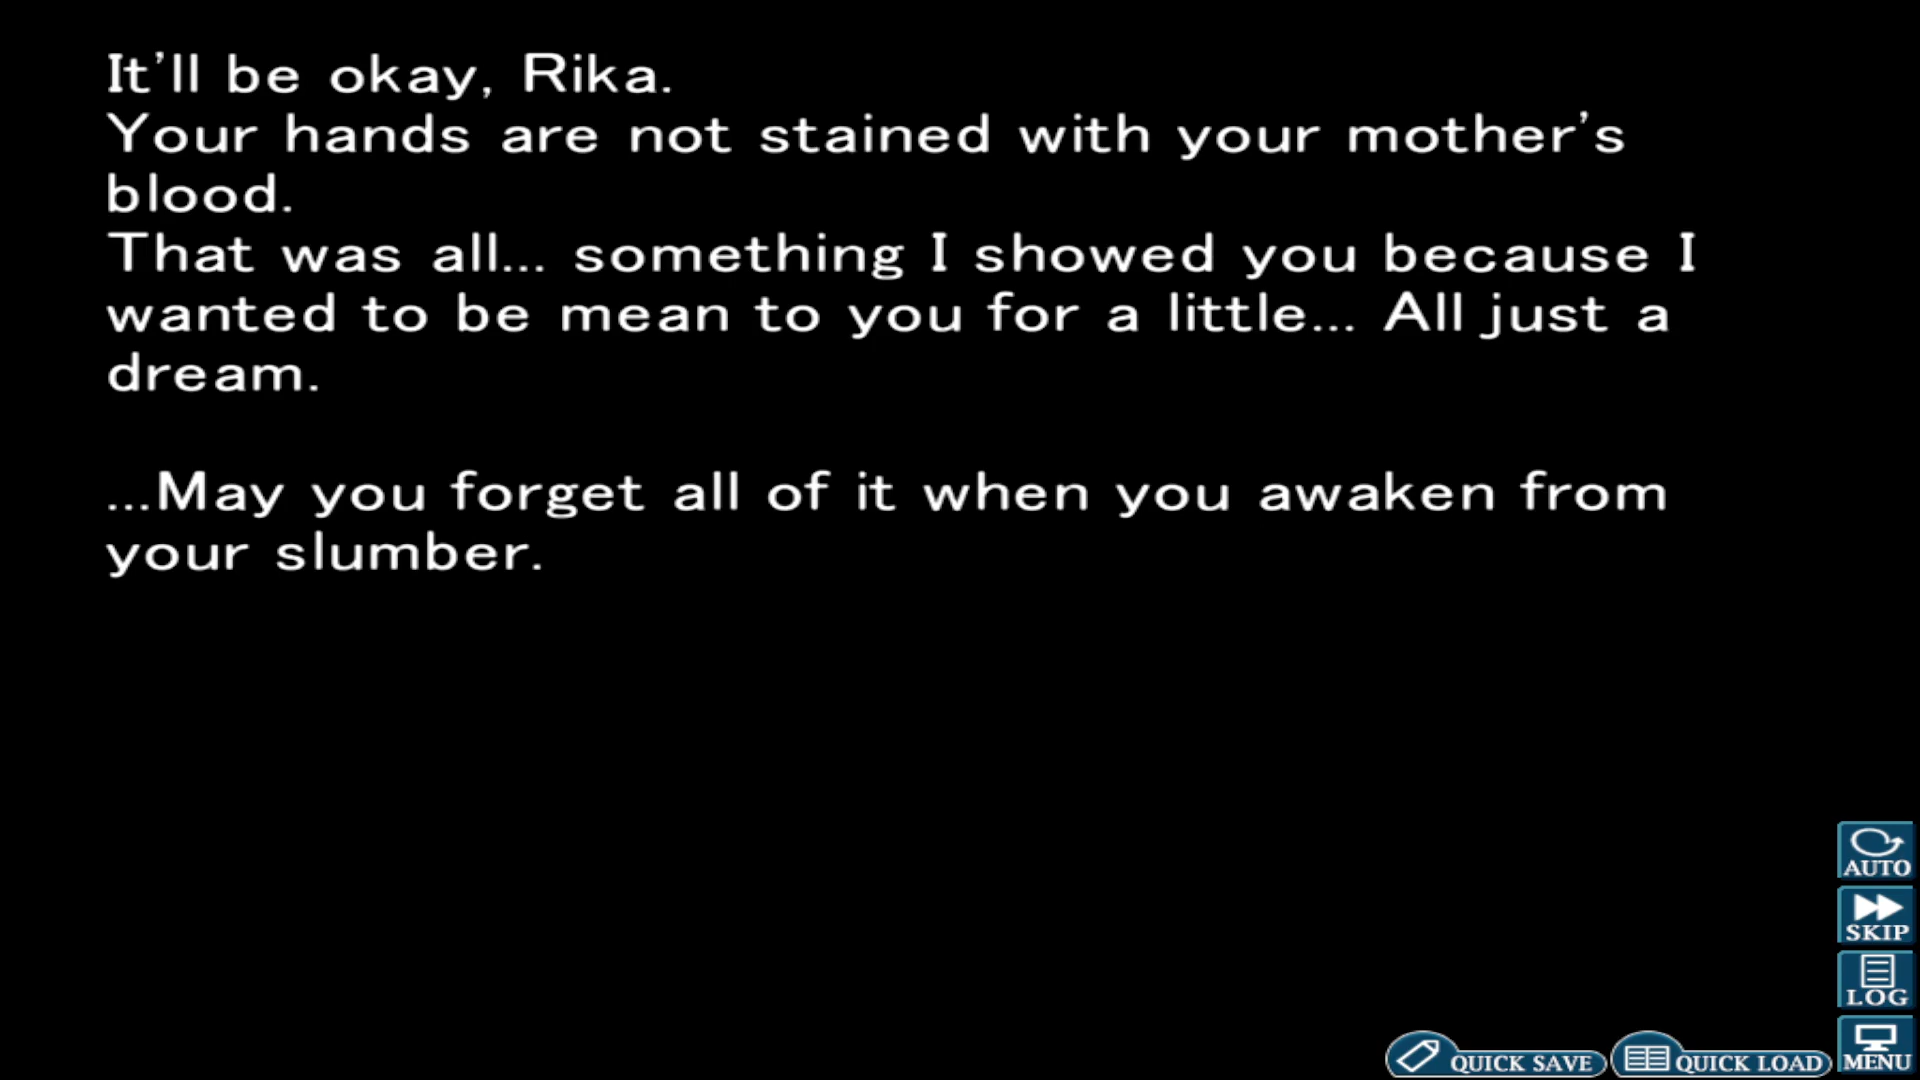 It'll be okay, Rika.
Your hands are not stained with your mother's
blood.
That was all... something I showed you because I
wanted to be mean to you for a little... All just a
dream.
...May you forget all of it when you awaken from
your slumber.
AUTO
SKIP
LOG
MENU
QUICK SAVE
QUICK LOAD